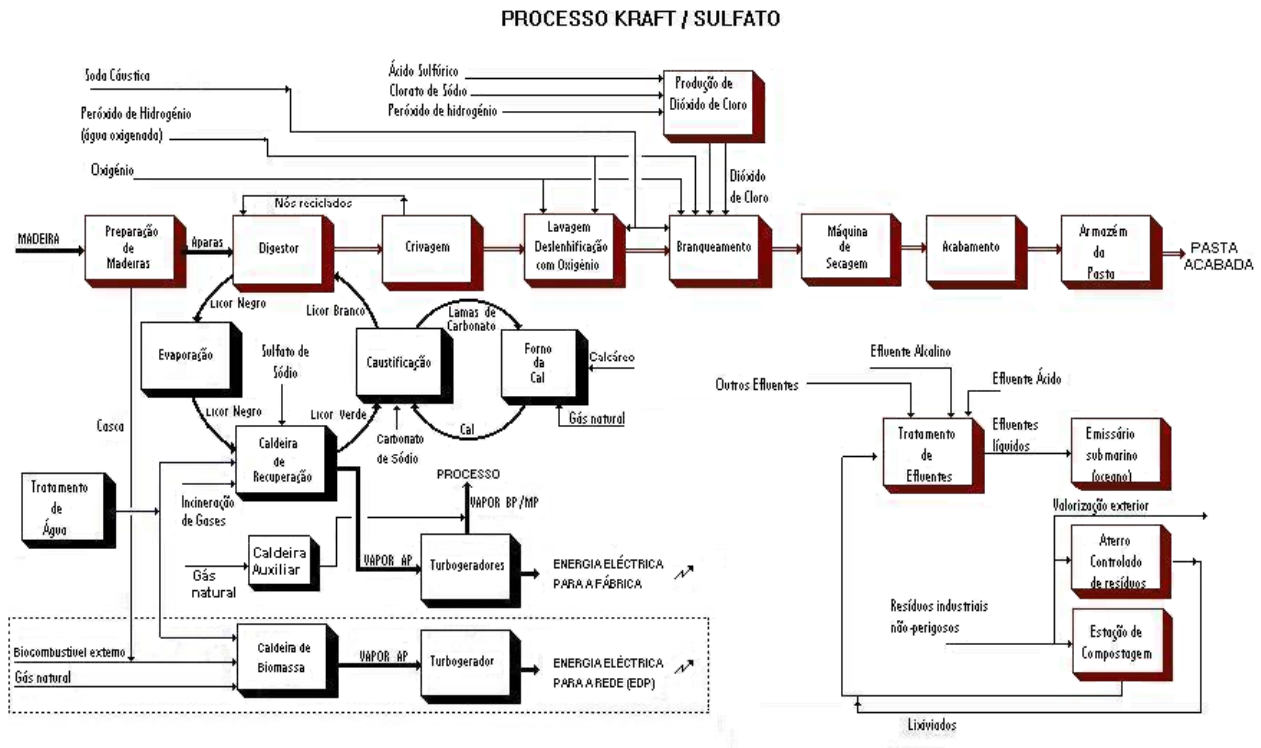 PROCESSO KRAFT / SULFATO
Soda Cáustica
Ácido Sulfúrico
Clorato de Sódio
Peróxido de hidrogénio
Produção de
Dióxido de Cloro
Peróxido de Hidrogénio
(água oxigenada)
Oxigénio
Dióxido
de Cloro
Nós reciclados
MADEIRA
Preparação
de
Madeiras
Aparas
Digestor
Crivagem
Lavagem
Deslenhificação
com Oxigénio
Branqueamento
Máquina
de
Secagem
Acabamento
Armazém
da
Pasta
PASTA
ACABADA
Licor Negro
Licor Branco
Lamas de
Carbonato
Evaporação
Sulfato de
Sódio
Caustificação
Forno
da
Cal
Calcáreo
Gás natural
Licor Negro
Licor Verde
Cal
Carbonato
de Sódio
Casca
Caldeira
de
Recuperação
Tratamento
de
Água
Incineração
de Gases
PROCESSO
VAPOR BP/MP
Gás
natural
Caldeira
Auxiliar
VAPOR AP
Turbogeradores
ENERGIA ELÉCTRICA
PARA A FÁBRICA
Biocombustível externo
Gás natural
Caldeira de
Biomassa
VAPOR AP
Turbogerador
ENERGIA ELÉCTRICA
PARA A REDE (EDP)
Efluente Alcalino
Outros Efluentes
Efluente Ácido
Tratamento
de
Efluentes
Efluentes
líquidos
Emissário
submarino
(oceano)
Valorização exterior
Aterro
Controlado
de resíduos
Resíduos industriais
não-perigosos
Estação de
Compostagem
Lixiviados